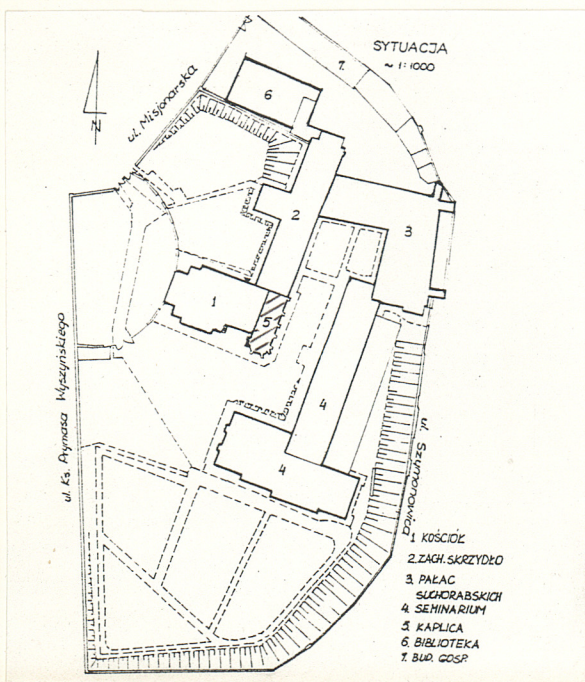 SYTUACJA
~ 1:1000
N
ul. Misjonarska
7.
6
2
3
1
5
4
4
ul. Ks. Prymasa Wyszyńskiego
ul. Szymonowica
1 KOŚCIÓŁ
2. ZACH. SKRZYDŁO
3. PAŁAC
SUCHORABSKICH
4. SEMINARIUM
5. KAPLICA
6. BIBLIOTEKA
7. BUD. GOSP.